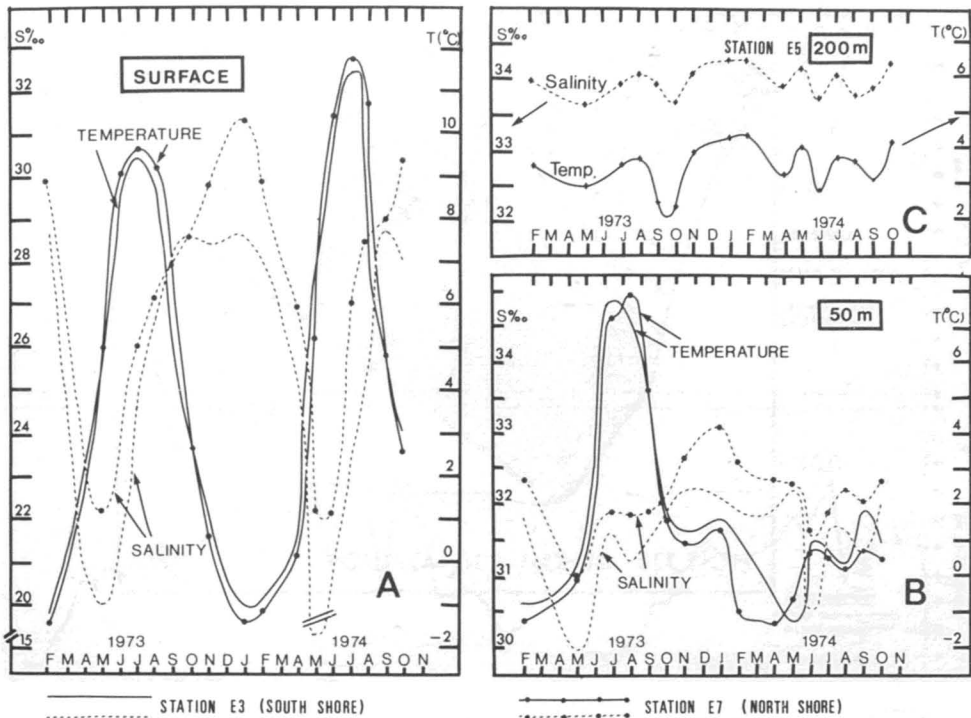 S‰ T(°C)
SURFACE
32
30
28
26
24
22
20
15
10
8
6
4
2
0
-2
TEMPERATURE
SALINITY
A
1973 1974
F M A M J J A S O N D J F M A M J J A S O N
S‰ T(°C)
STATION E5 200 m
34
33
32
6
4
2
Salinity
Temp.
C
1973 1974
F M A M J J A S O N D J F M A M J J A S O N
S‰ T(°C)
50 m
34
33
32
31
30
4
2
0
-2
TEMPERATURE
SALINITY
B
1973 1974
F M A M J J A S O N D J F M A M J J A S O N
STATION E3 (SOUTH SHORE) STATION E7 (NORTH SHORE)